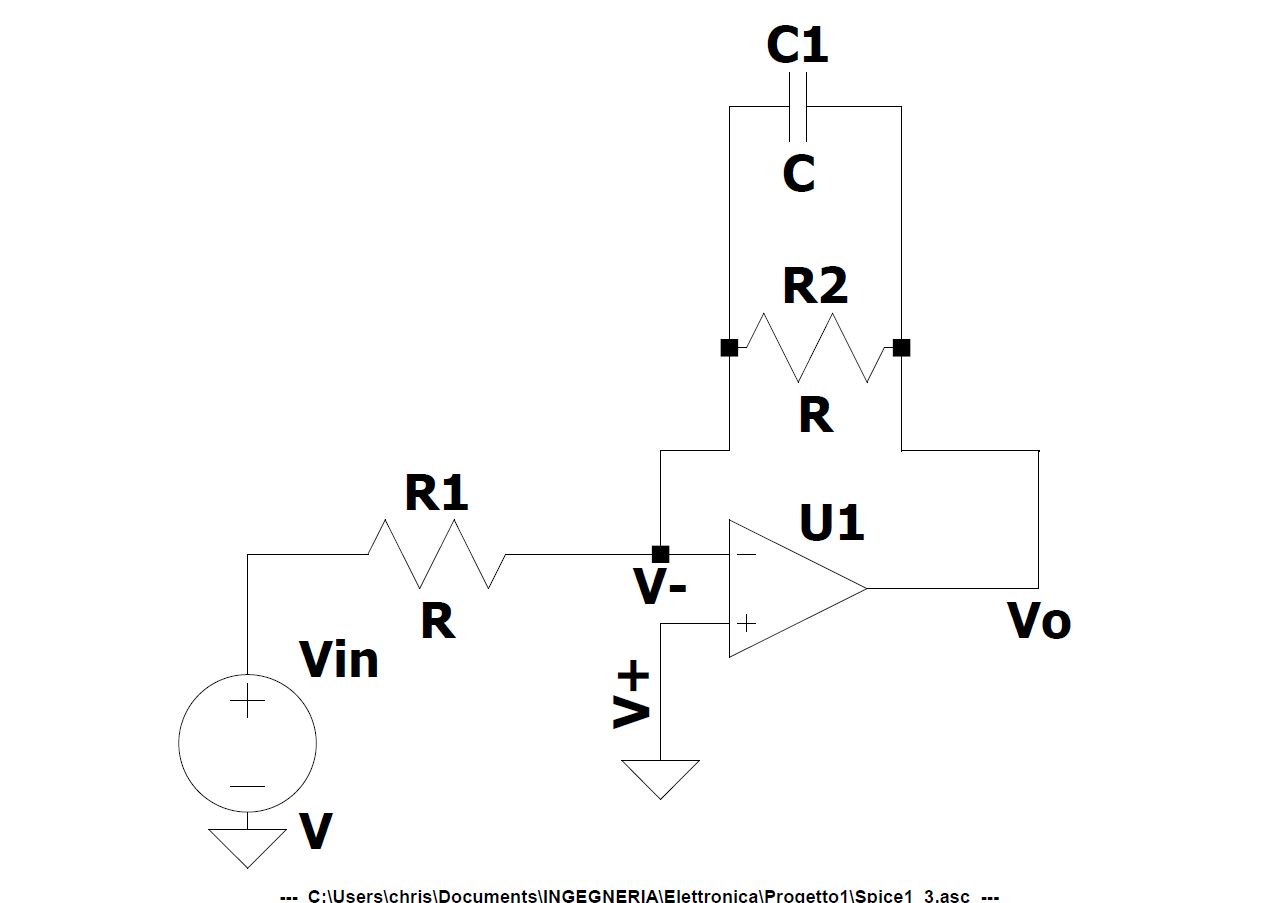 C1
C
R2
R
R1
R
U1
V-
V+
Vo
Vin
V
--- C:\Users\chris\Documents\INGEGNERIA\Elettronica\Progetto1\Spice1_3.asc ---